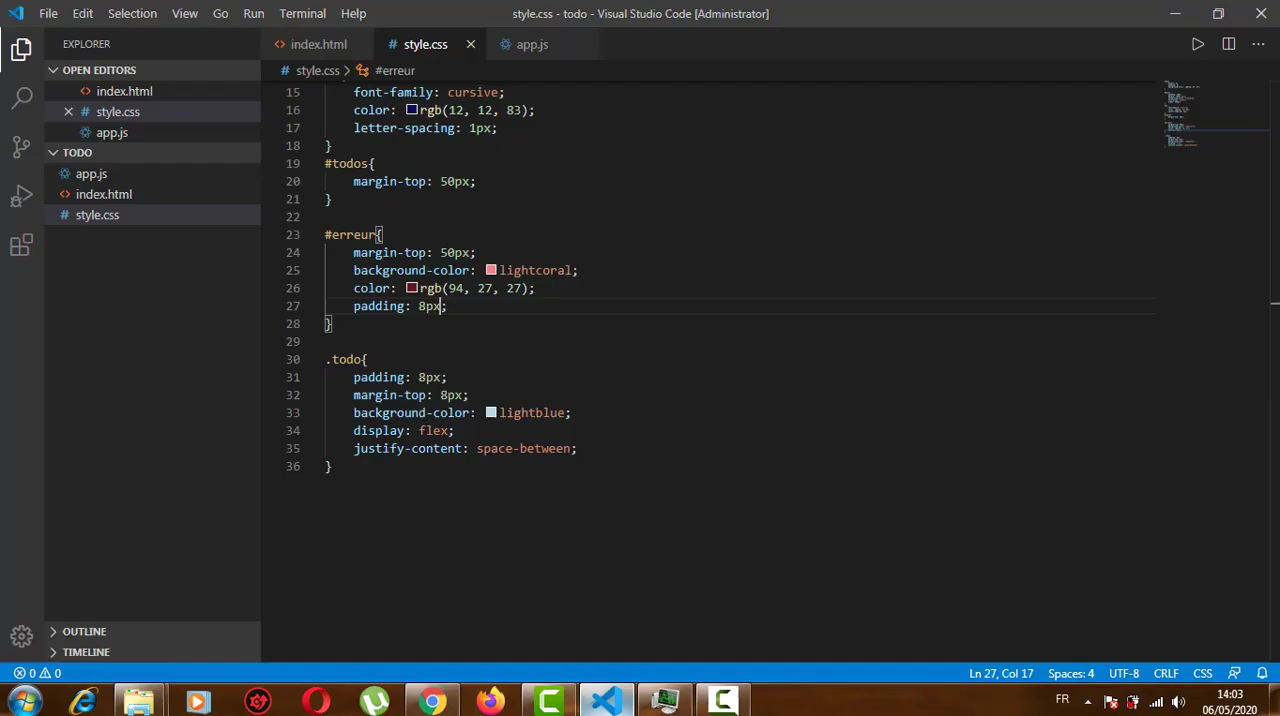 File Edit Selection View Go Run Terminal Help style.css - todo - Visual Studio Code [Administrator]
EXPLORER
OPEN EDITORS
index.html
style.css
app.js
TODO
app.js
index.html
style.css
OUTLINE
TIMELINE
index.html style.css app.js
style.css > #erreur
15 font-family: cursive;
16 color: rgb(12, 12, 83);
17 letter-spacing: 1px;
18 }
19 #todos{
20 margin-top: 50px;
21 }
22
23 #erreur{
24 margin-top: 50px;
25 background-color: lightcoral;
26 color: rgb(94, 27, 27);
27 padding: 8px;
28 }
29
30 .todo{
31 padding: 8px;
32 margin-top: 8px;
33 background-color: lightblue;
34 display: flex;
35 justify-content: space-between;
36 }
0 0 Ln 27, Col 17 Spaces: 4 UTF-8 CRLF CSS
FR 14:03
06/05/2020